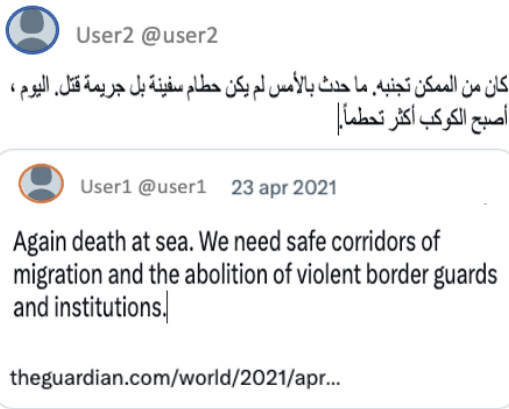 User2 @user2
كان من الممكن تجنبه. ما حدث بالأمس لم يكن حطام سفينة بل جريمة قتل. اليوم ،
أصبح الكوكب أكثر تحطماً.
User1 @user1 23 apr 2021
Again death at sea. We need safe corridors of
migration and the abolition of violent border guards
and institutions.
theguardian.com/world/2021/apr...